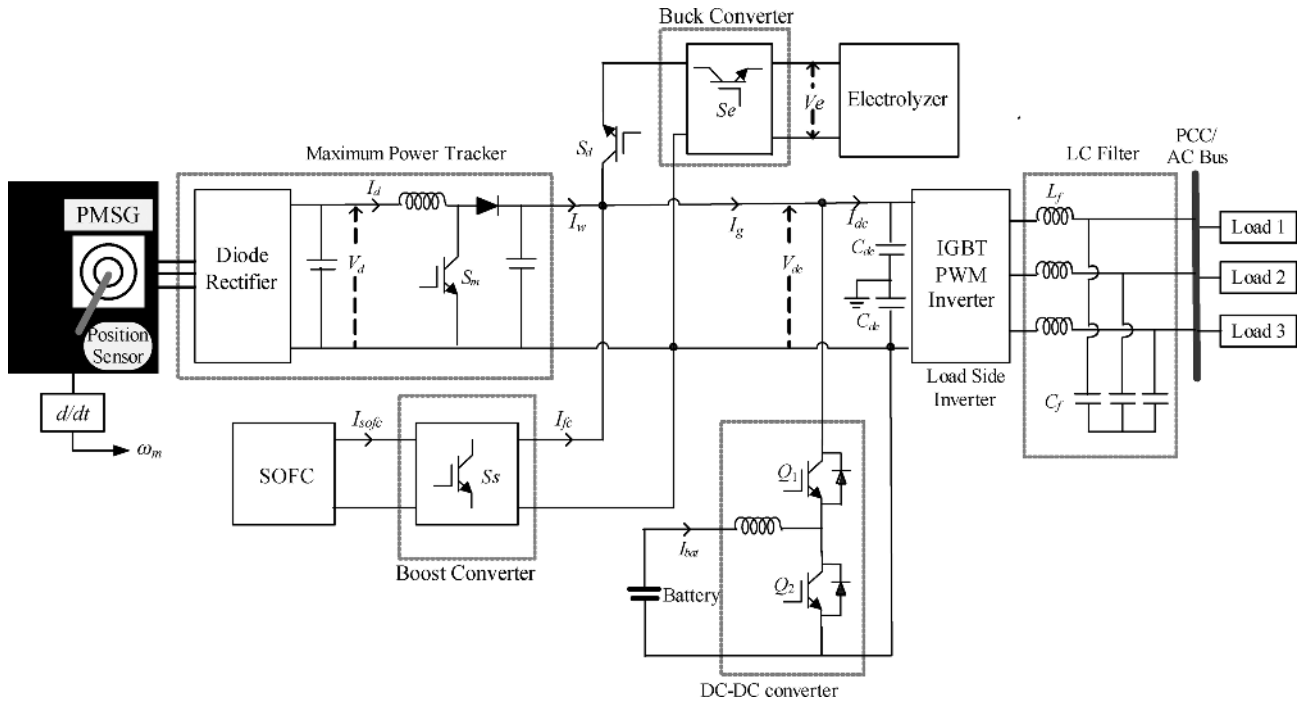 Buck Converter
Se
Ve
Electrolyzer
Sd
Maximum Power Tracker
LC Filter
PCC/
AC Bus
PMSG
Position
Sensor
Diode
Rectifier
Id
Vd
Sm
Iw
Ig
Vdc
Idc
Cdc
Cdc
IGBT
PWM
Inverter
Load Side
Inverter
Lf
Cf
Load 1
Load 2
Load 3
d/dt
ωm
SOFC
Isofc
Ss
Ifc
Boost Converter
Q1
Q2
Ibat
Battery
DC-DC converter